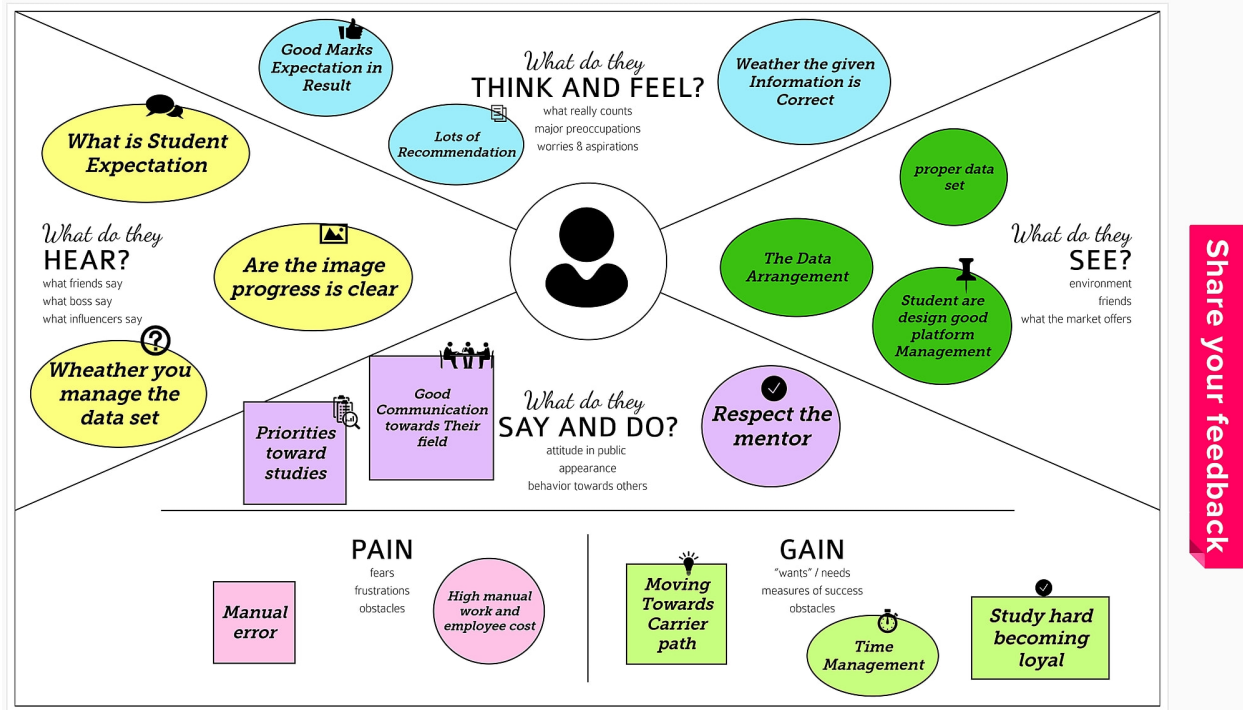 What do they
THINK AND FEEL?
what really counts
major preoccupations
worries & aspirations
Good Marks
Expectation in
Result
Lots of
Recommendation
Weather the given
Information is
Correct
What do they
HEAR?
what friends say
what boss say
what influencers say
What is Student
Expectation
Are the image
progress is clear
Wheather you
manage the
data set
What do they
SEE?
environment
friends
what the market offers
proper data
set
The Data
Arrangement
Student are
design good
platform
Management
What do they
SAY AND DO?
attitude in public
appearance
behavior towards others
Priorities
toward
studies
Good
Communication
towards Their
field
Respect the
mentor
PAIN
fears
frustrations
obstacles
Manual
error
High manual
work and
employee cost
GAIN
"wants" / needs
measures of success
obstacles
Moving
Towards
Carrier
path
Time
Management
Study hard
becoming
loyal
Share your feedback